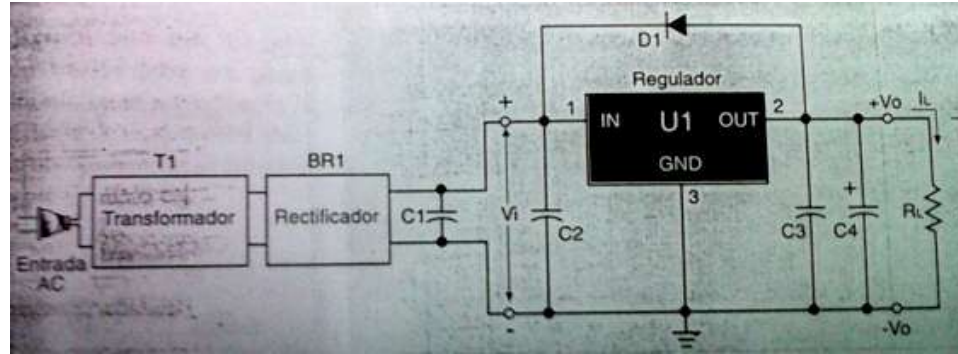 D1
Regulador
+
1
IN
U1
OUT
2
+Vo
IL
GND
3
T1
BR1
Transformador
Rectificador
C1
Vi
C2
C3
+
C4
RL
Entrada
AC
-
-Vo